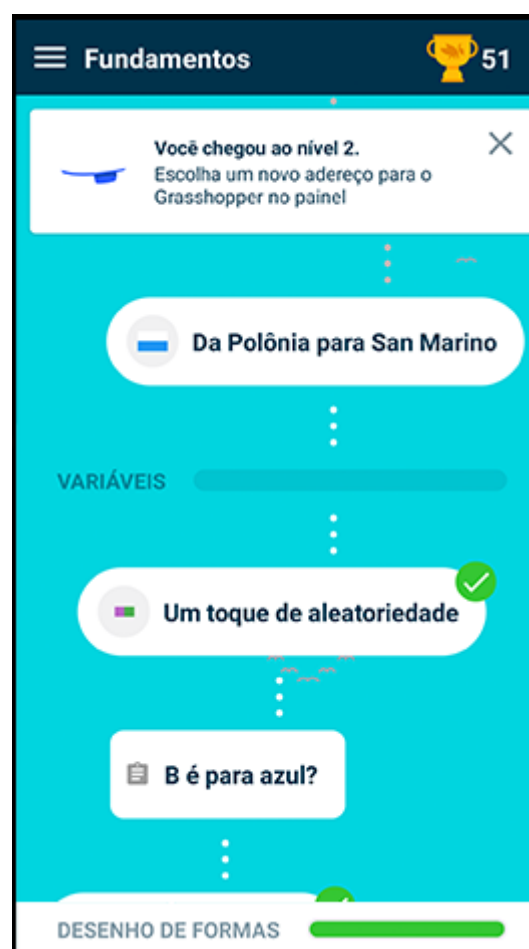 Fundamentos
51
Você chegou ao nível 2.
Escolha um novo adereço para o
Grasshopper no painel
Da Polônia para San Marino
VARIÁVEIS
Um toque de aleatoriedade
B é para azul?
DESENHO DE FORMAS